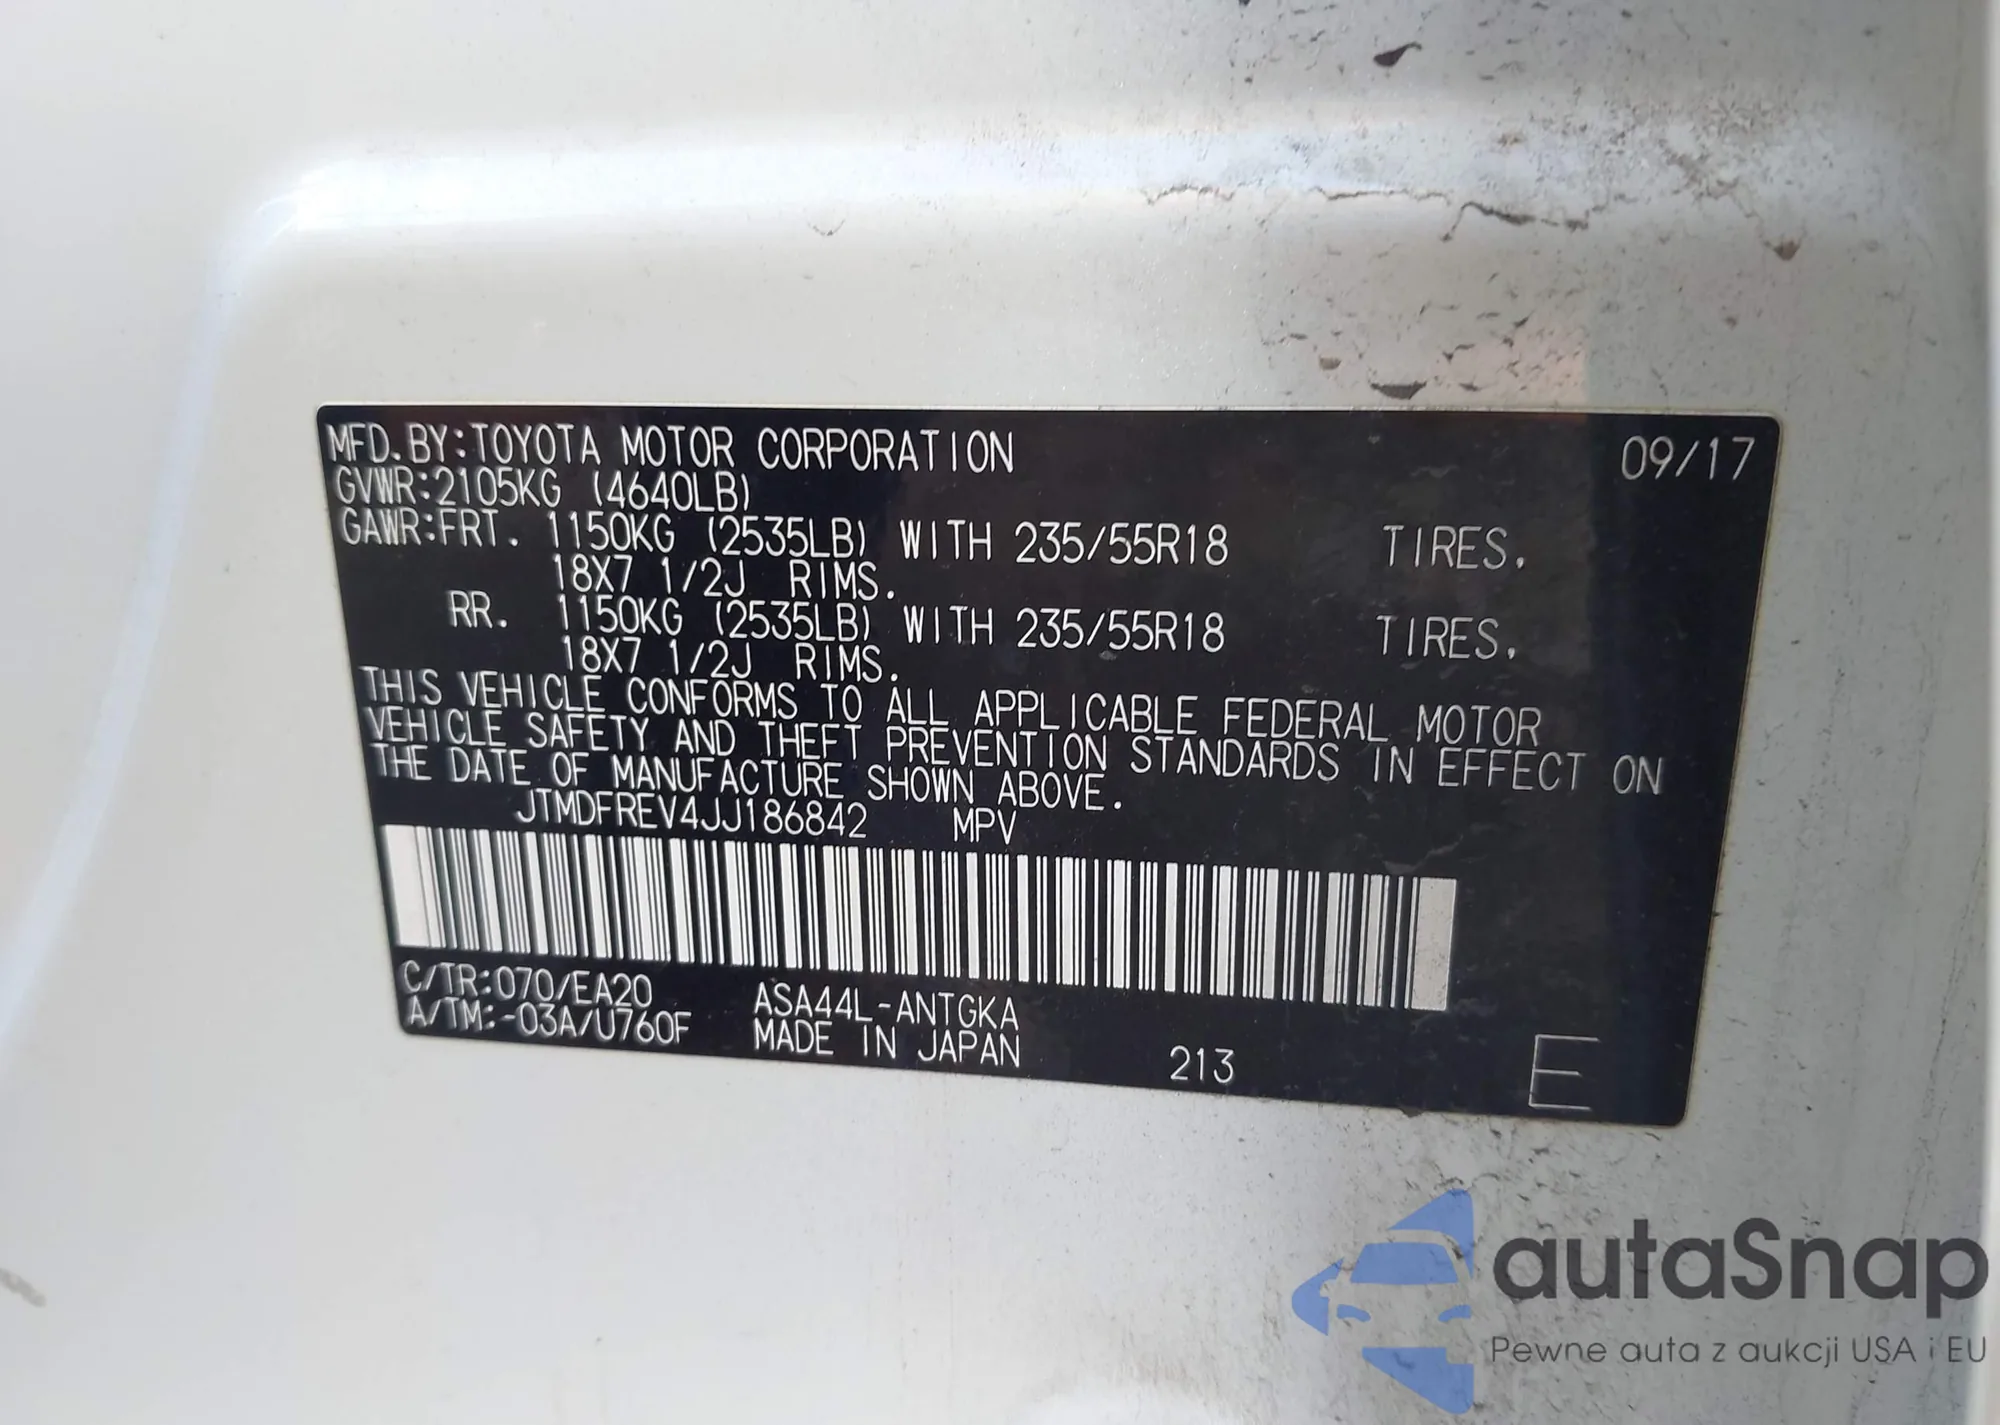 MFD.BY:TOYOTA MOTOR CORPORATION 09/17
GVWR:2105KG (4640LB)
GAWR:FRT. 1150KG (2535LB) WITH 235/55R18 TIRES.
18X7 1/2J RIMS.
RR. 1150KG (2535LB) WITH 235/55R18 TIRES.
18X7 1/2J RIMS.
THIS VEHICLE CONFORMS TO ALL APPLICABLE FEDERAL MOTOR
VEHICLE SAFETY AND THEFT PREVENTION STANDARDS IN EFFECT ON
THE DATE OF MANUFACTURE SHOWN ABOVE.
JTMDFREV4JJ186842 MPV
C/TR:070/EA20 ASA44L-ANTGKA
A/TM:-03A/U760F MADE IN JAPAN 213 E
autaSnap
Pewne auta z aukcji USA i EU